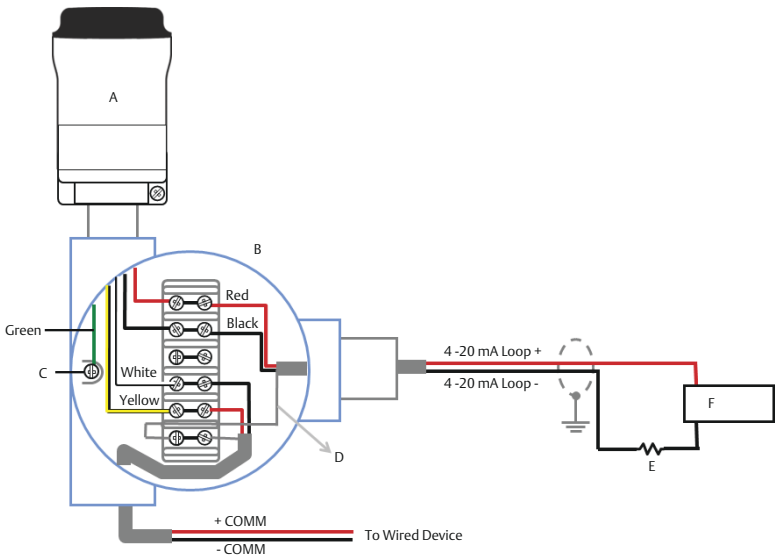 A
B
Red
Black
Green
C
White
Yellow
4 -20 mA Loop +
4 -20 mA Loop -
F
D
E
+ COMM
To Wired Device
- COMM